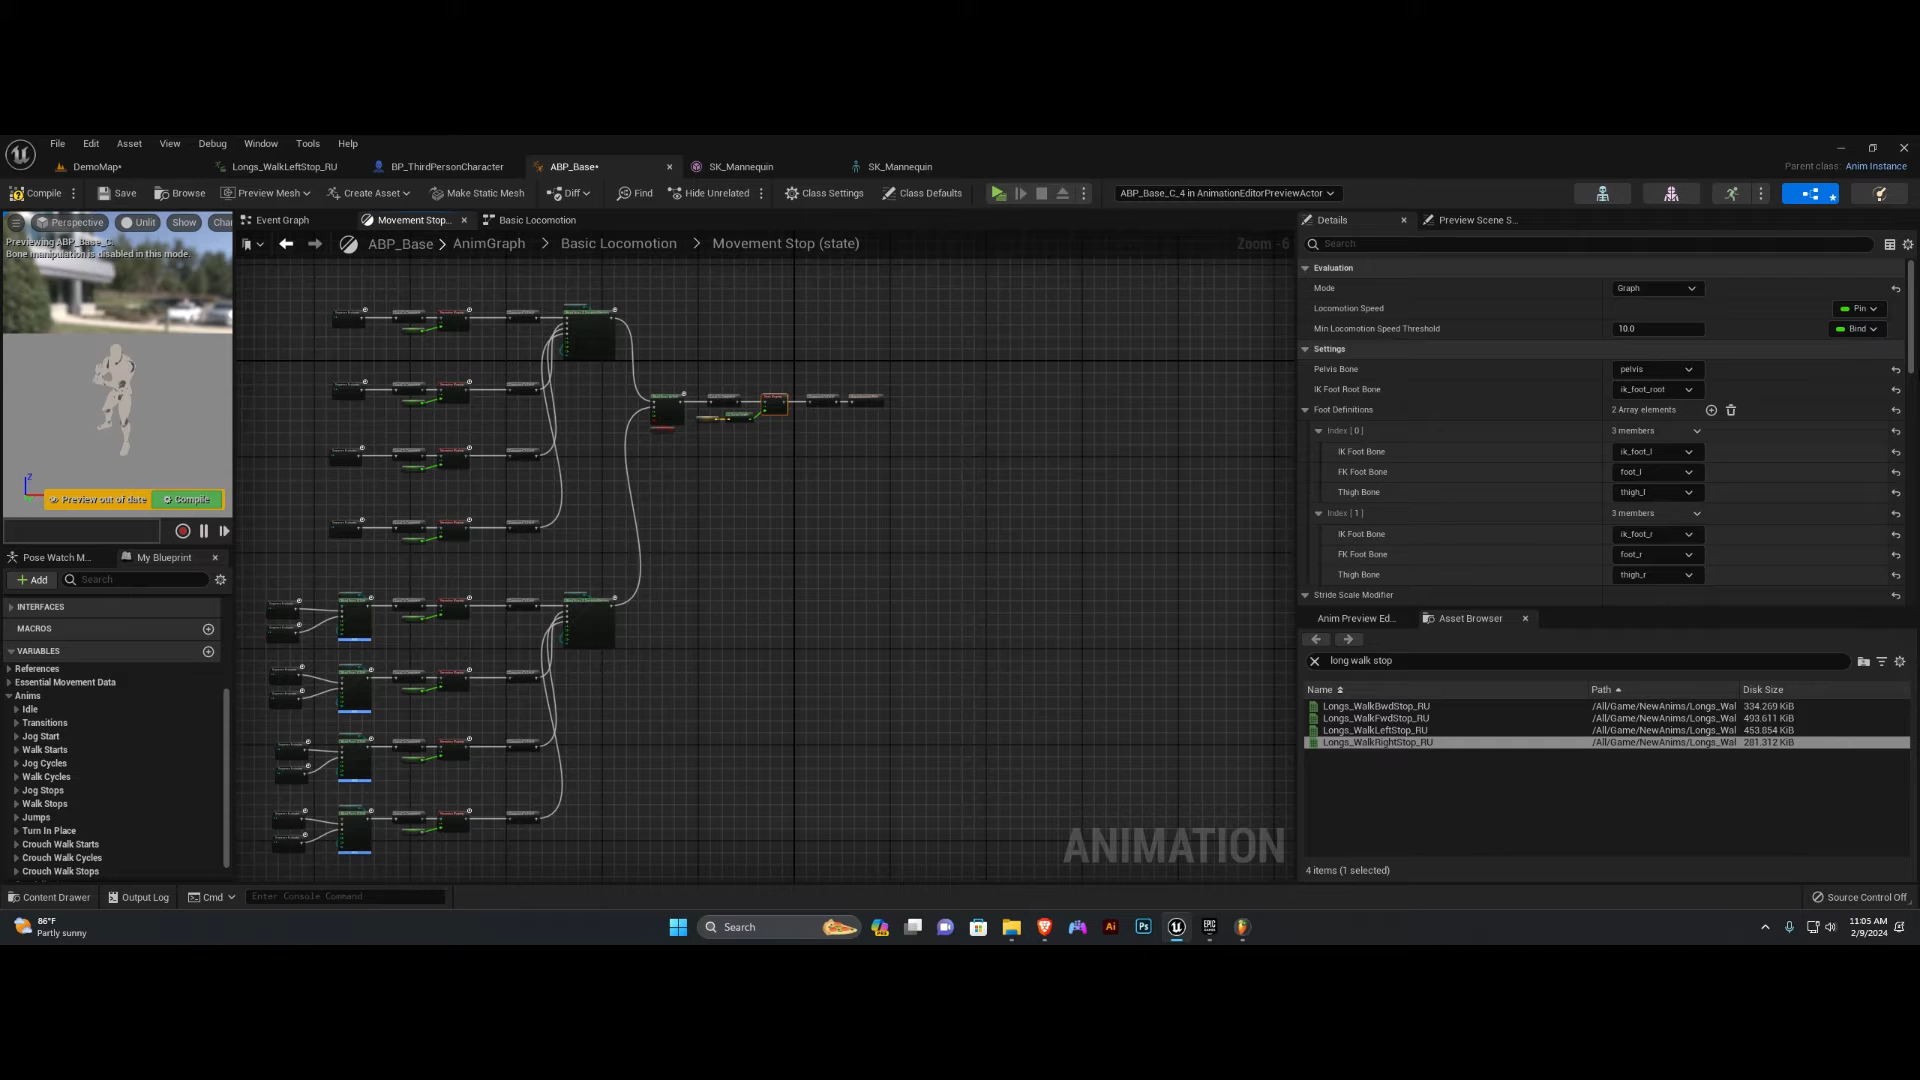 File Edit Asset View Debug Window Tools Help
DemoMap• Longs_WalkLeftStop_RU BP_ThirdPersonCharacter ABP_Base• SK_Mannequin SK_Mannequin Parent class: Anim Instance
Compile Save Browse Preview Mesh Create Asset Make Static Mesh Diff Find Hide Unrelated Class Settings Class Defaults ABP_Base_C_4 in AnimationEditorPreviewActor
Perspective Unlit Show Cha
Previewing ABP_Base_C.
Bone manipulation is disabled in this mode.
Event Graph Movement Stop... Basic Locomotion
ABP_Base > AnimGraph > Basic Locomotion > Movement Stop (state) Zoom -6
Preview out of date Compile
ANIMATION
Pose Watch M... My Blueprint
+ Add Search
INTERFACES
MACROS
VARIABLES
References
Essential Movement Data
Anims
Idle
Transitions
Jog Start
Walk Starts
Jog Cycles
Walk Cycles
Jog Stops
Walk Stops
Jumps
Turn In Place
Crouch Walk Starts
Crouch Walk Cycles
Crouch Walk Stops
Details Preview Scene S...
Search
Evaluation
Mode Graph
Locomotion Speed Pin
Min Locomotion Speed Threshold 10.0 Bind
Settings
Pelvis Bone pelvis
IK Foot Root Bone ik_foot_root
Foot Definitions 2 Array elements
Index [ 0 ] 3 members
IK Foot Bone ik_foot_l
FK Foot Bone foot_l
Thigh Bone thigh_l
Index [ 1 ] 3 members
IK Foot Bone ik_foot_r
FK Foot Bone foot_r
Thigh Bone thigh_r
Stride Scale Modifier
Anim Preview Ed... Asset Browser
long walk stop
Name Path Disk Size
Longs_WalkBwdStop_RU /All/Game/NewAnims/Longs_Wal 334.269 KiB
Longs_WalkFwdStop_RU /All/Game/NewAnims/Longs_Wal 493.611 KiB
Longs_WalkLeftStop_RU /All/Game/NewAnims/Longs_Wal 453.854 KiB
Longs_WalkRightStop_RU /All/Game/NewAnims/Longs_Wal 281.312 KiB
4 items (1 selected)
Content Drawer Output Log Cmd Enter Console Command Source Control Off
86°F
Partly sunny
Search
11:05 AM
2/9/2024